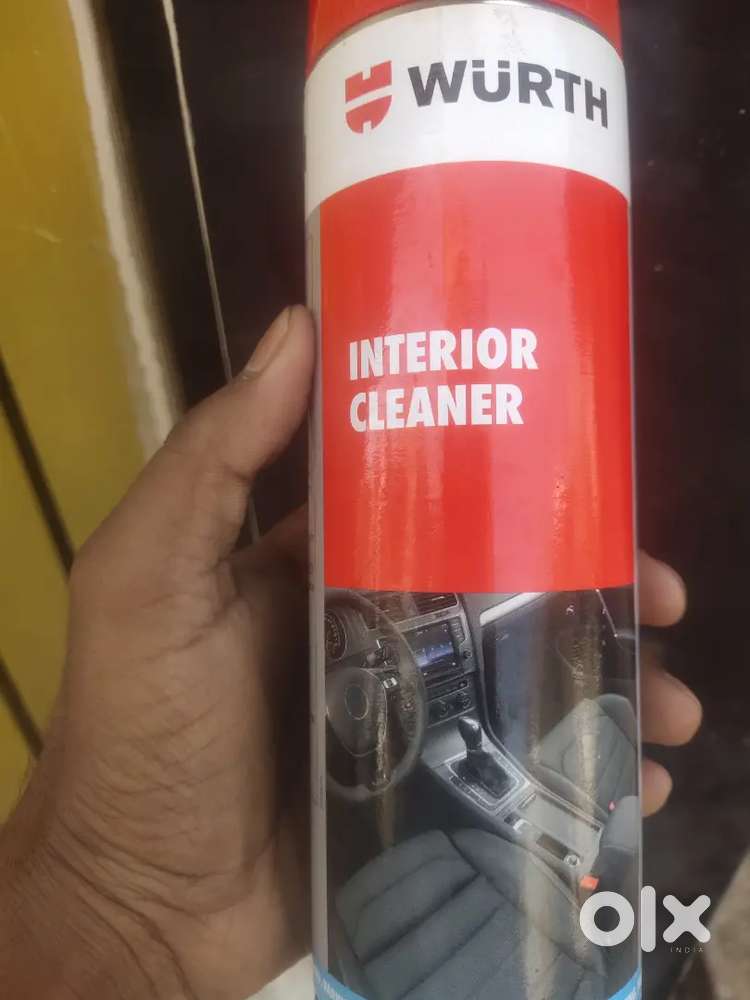 WÜRTH
INTERIOR
CLEANER
olx
INDIA